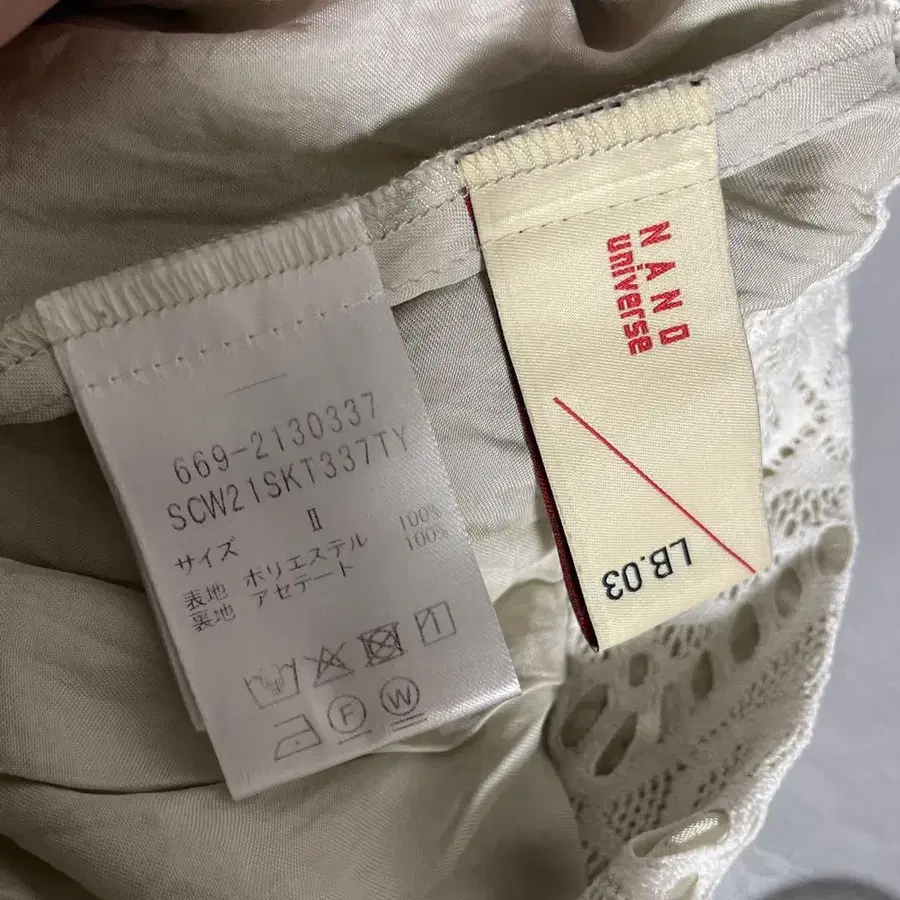 669-2130337
SCW21SKT337TY
サイズ II
表地 ポリエステル 100%
裏地 アセテート 100%
F W
NANO
universe
LB.03